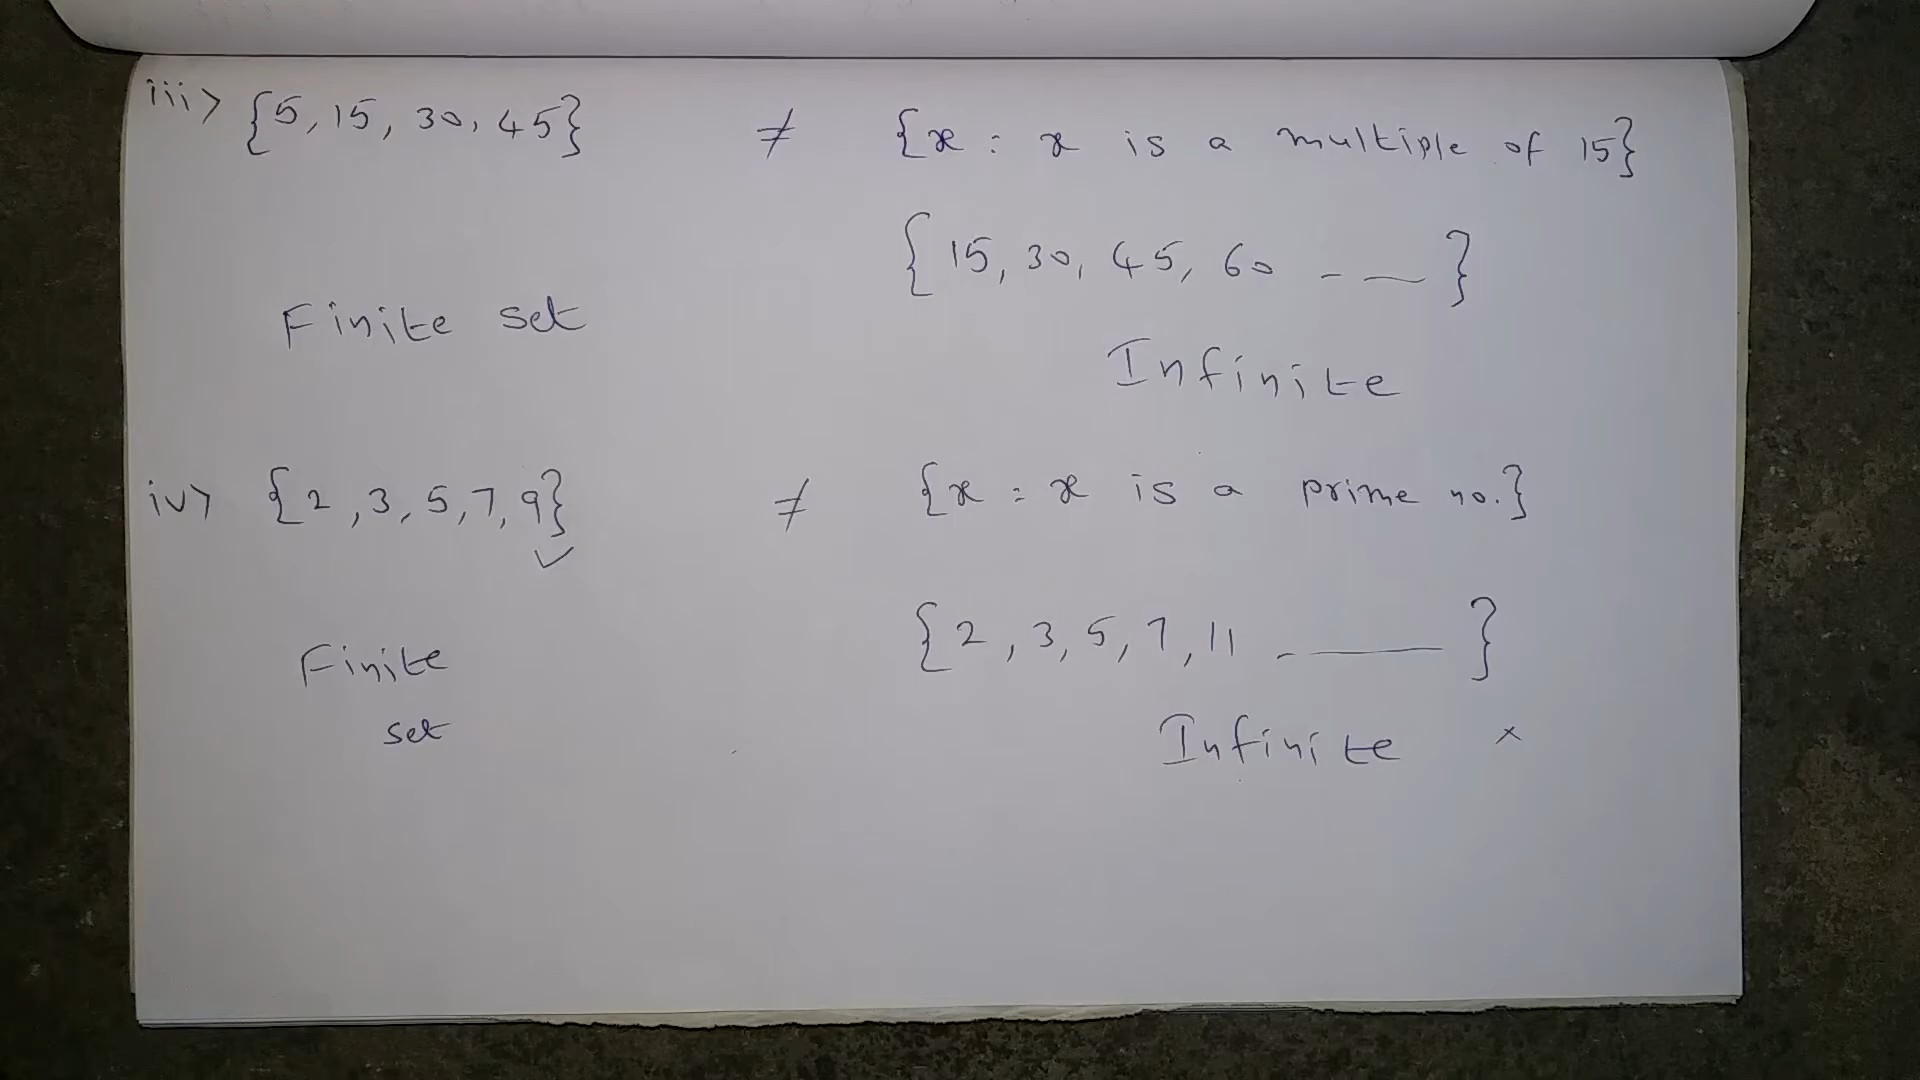 iii> {5, 15, 30, 45} ≠ {x : x is a multiple of 15}
{15, 30, 45, 60 - — }
Finite set
Infinite
iv> {2, 3, 5, 7, 9} ≠ {x : x is a prime no.}
✓
{2, 3, 5, 7, 11 - — }
Finite
set
Infinite ×